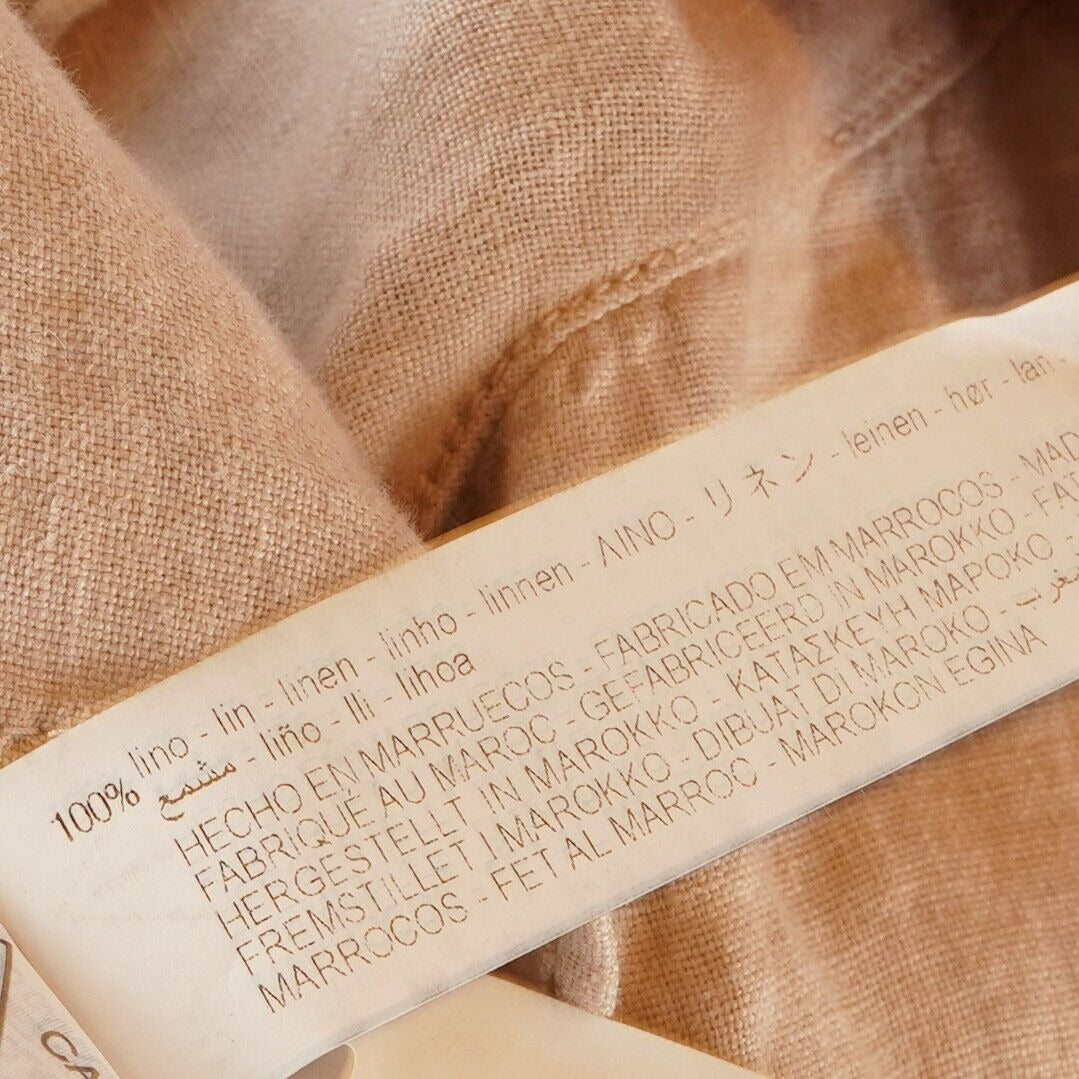 100% lino - lin - linen - linho - linnen - ΛΙΝΟ - リネン - leinen - hør - lan -
مشمع - liño - lli - lihoa
HECHO EN MARRUECOS - FABRICADO EM MARROCOS - MAD
FABRIQUE AU MAROC - GEFABRICEERD IN MAROKKO - FAT
HERGESTELLT IN MAROKKO - ΚΑΤΑΣΚΕΥΗ ΜΑΡΟΚΟ -
FREMSTILLET I MAROKKO - DIBUAT DI MAROKO -
MARROCOS - FET AL MARROC - MAROKON EGINA
CA